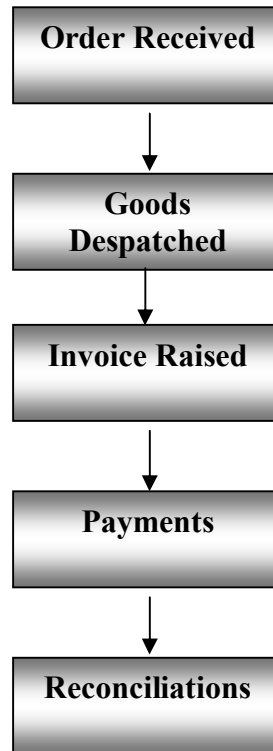 Order Received
Goods
Despatched
Invoice Raised
Payments
Reconciliations